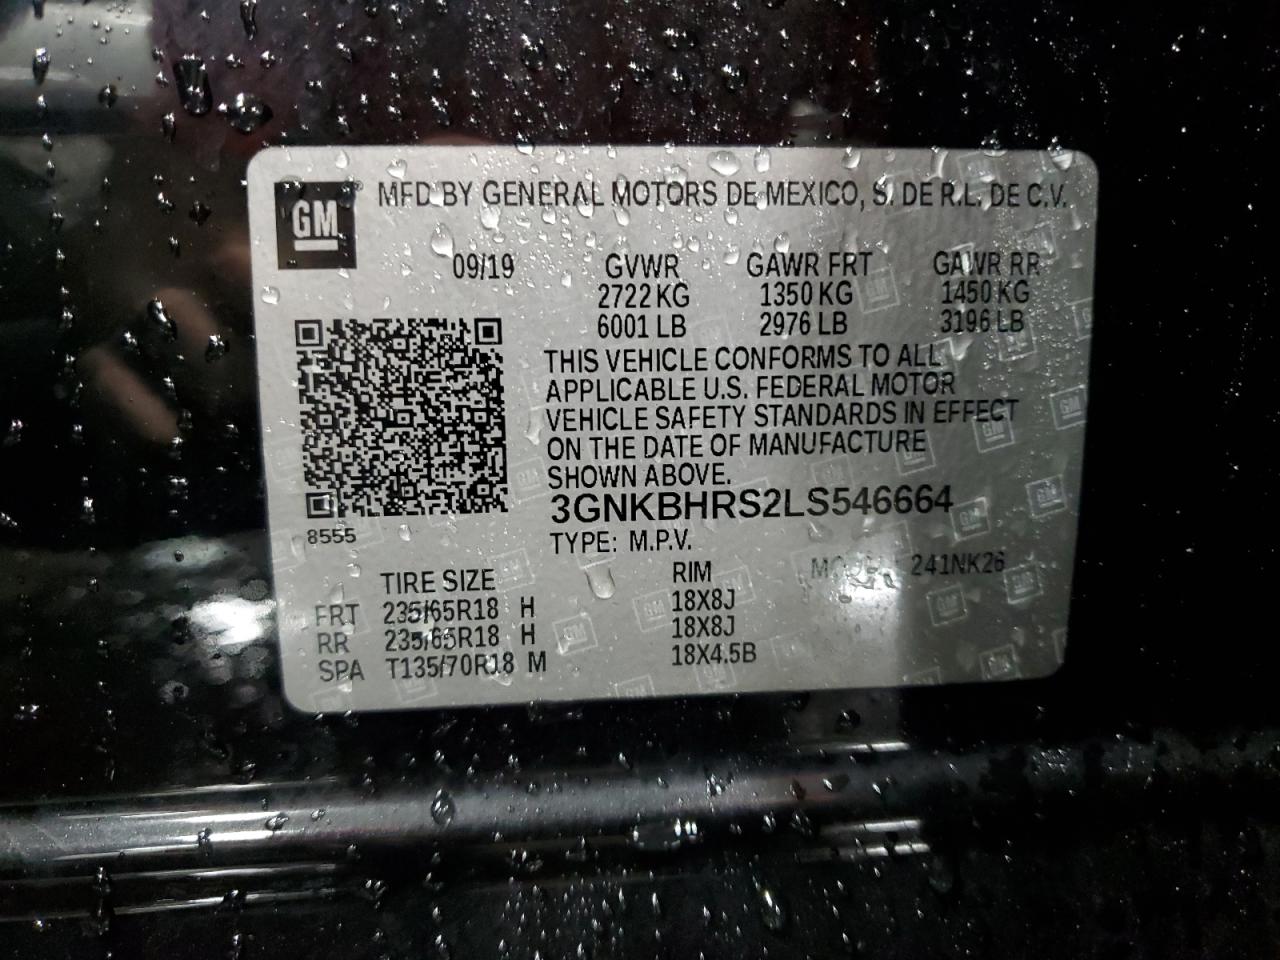 GM ® MFD BY GENERAL MOTORS DE MEXICO, S. DE R.L. DE C.V.
09/19 GVWR GAWR FRT GAWR RR
2722 KG 1350 KG 1450 KG
6001 LB 2976 LB 3196 LB
THIS VEHICLE CONFORMS TO ALL
APPLICABLE U.S. FEDERAL MOTOR
VEHICLE SAFETY STANDARDS IN EFFECT
ON THE DATE OF MANUFACTURE
SHOWN ABOVE.
3GNKBHRS2LS546664
8555
TYPE: M.P.V.
TIRE SIZE RIM 241NK26
FRT 235/65R18 H 18X8J
RR 235/65R18 H 18X8J
SPA T135/70R18 M 18X4.5B